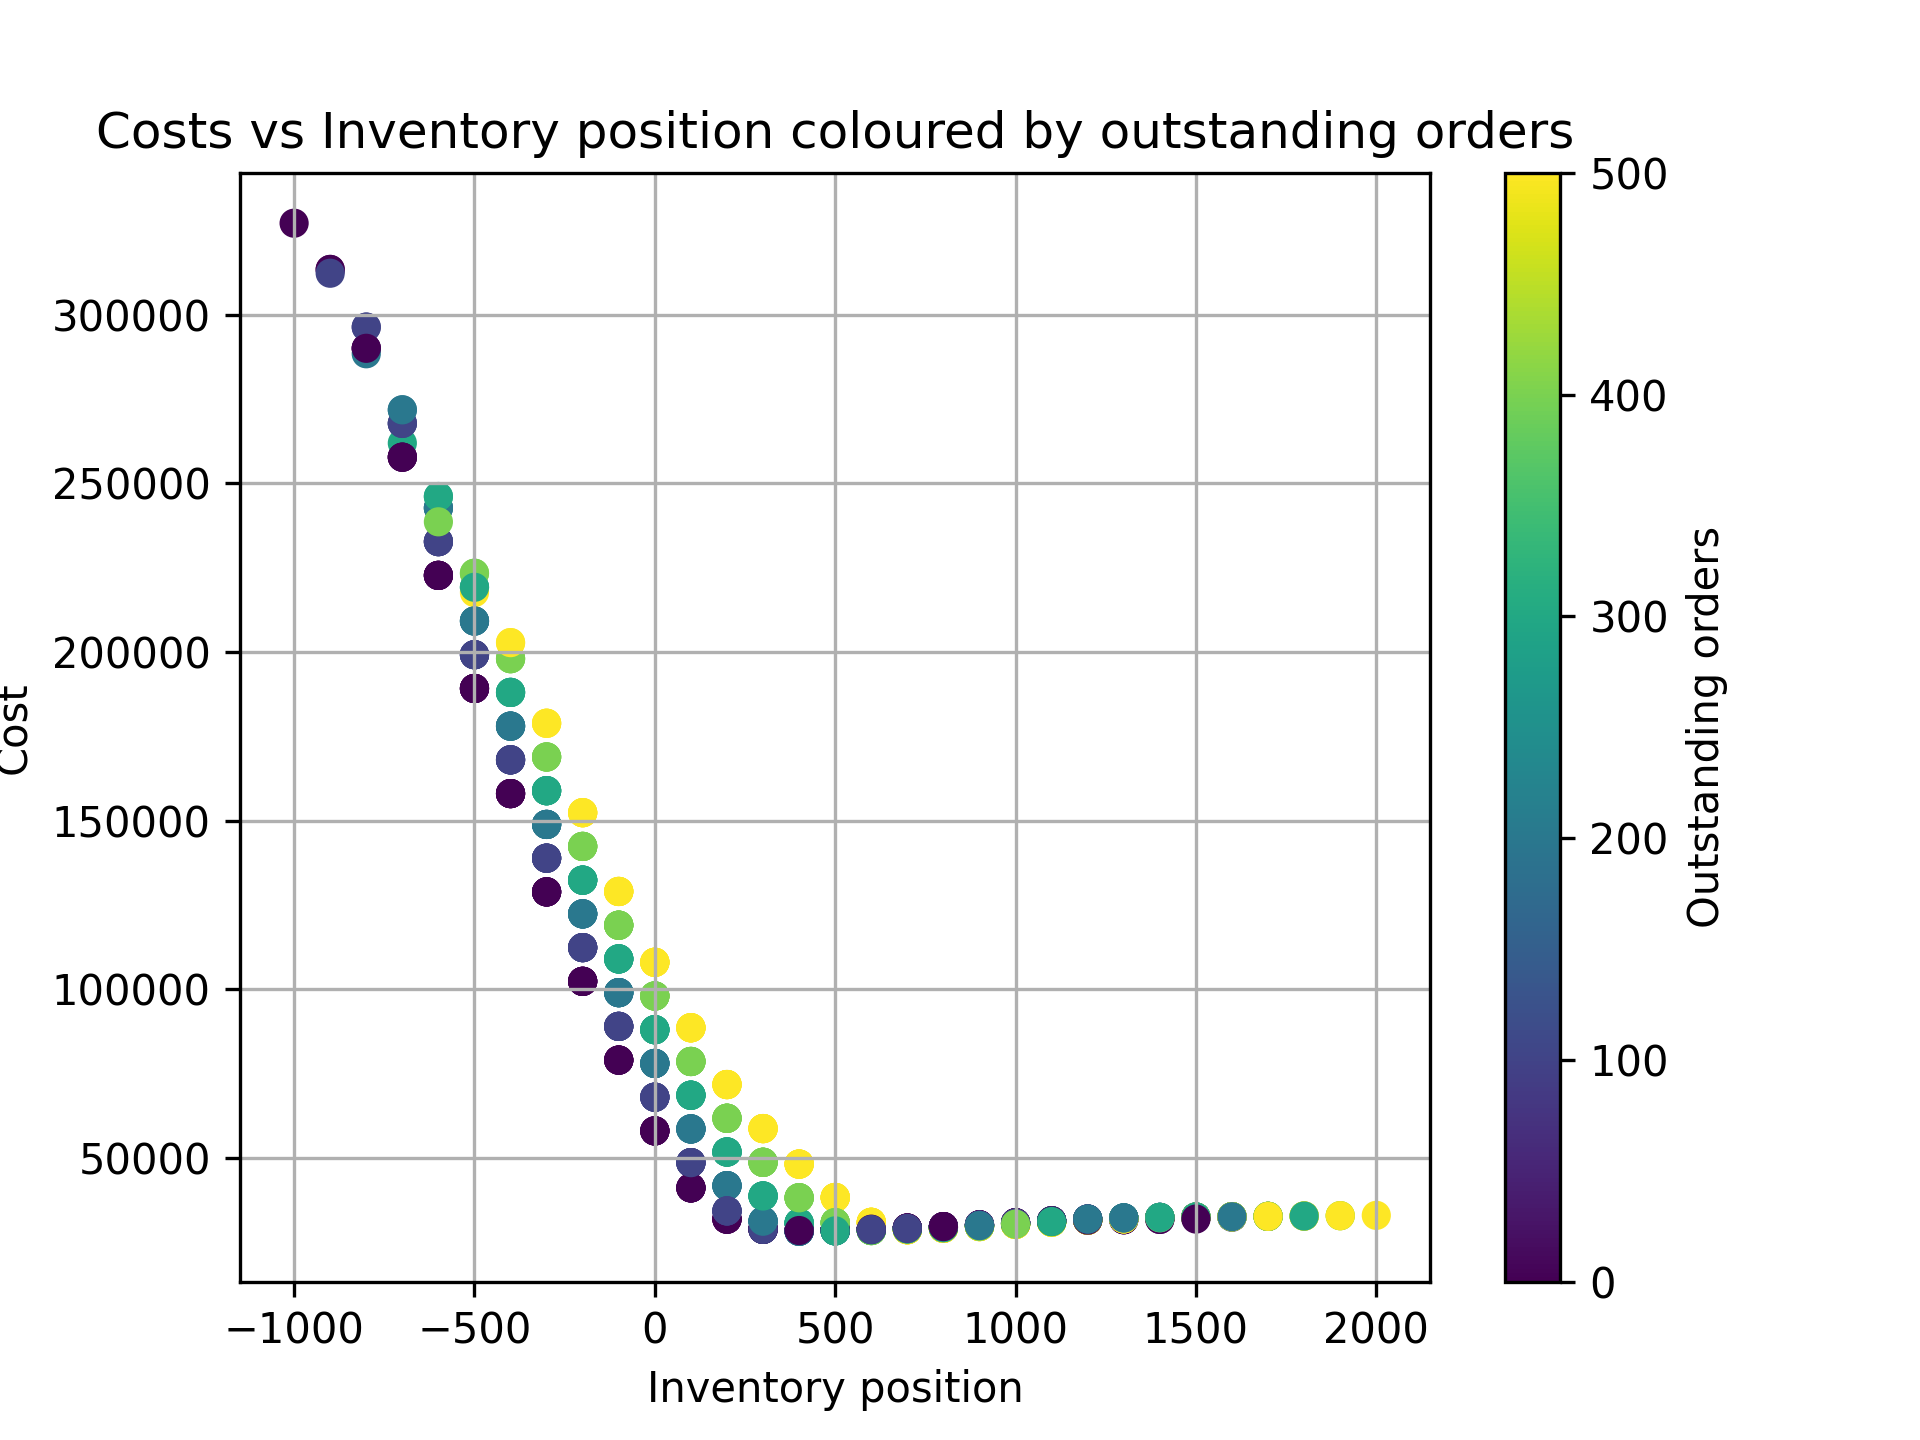 Costs vs Inventory position coloured by outstanding orders
300000
250000
200000
150000
100000
50000
Cost
−1000 −500 0 500 1000 1500 2000
Inventory position
500
400
300
200
100
0
Outstanding orders